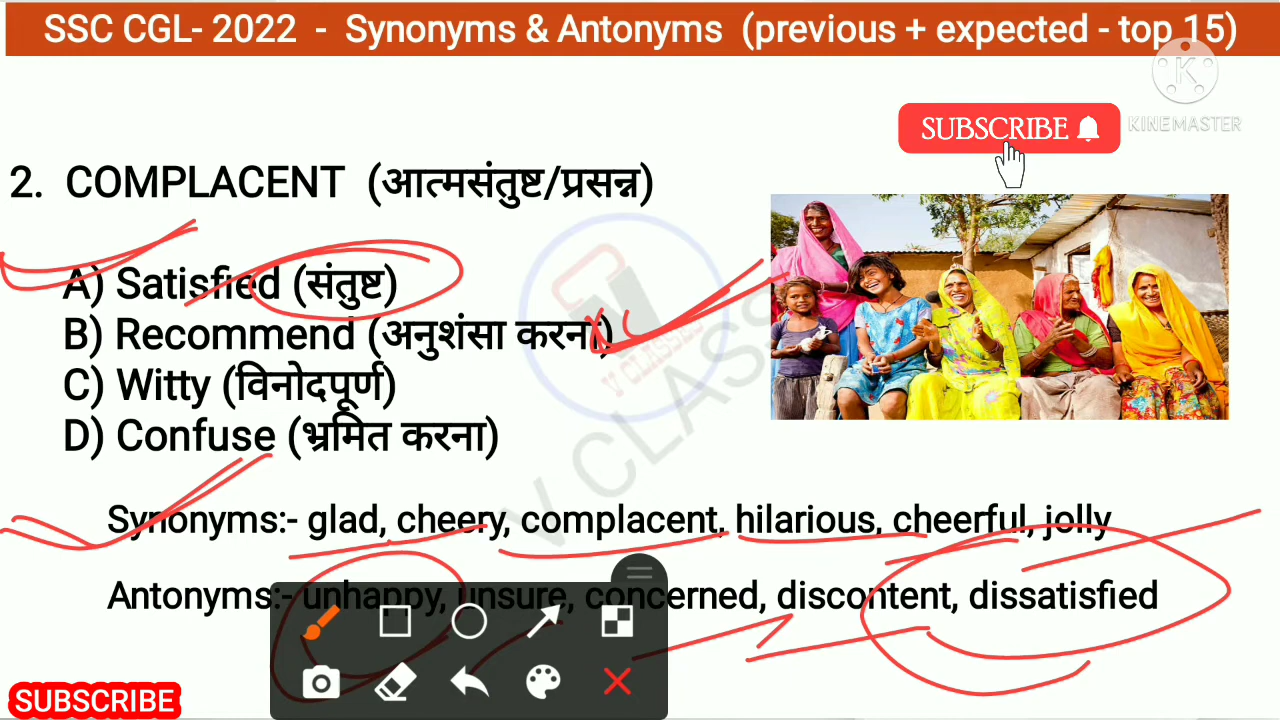 SSC CGL- 2022 - Synonyms & Antonyms (previous + expected - top 15)
K
SUBSCRIBE
KINEMASTER
2. COMPLACENT (आत्मसंतुष्ट/प्रसन्न)
A) Satisfied (संतुष्ट)
B) Recommend (अनुशंसा करना)
C) Witty (विनोदपूर्ण)
D) Confuse (भ्रमित करना)
V CLASSES
V CLASS
Synonyms:- glad, cheery, complacent, hilarious, cheerful, jolly
Antonyms:- unhappy, unsure, concerned, discontent, dissatisfied
SUBSCRIBE